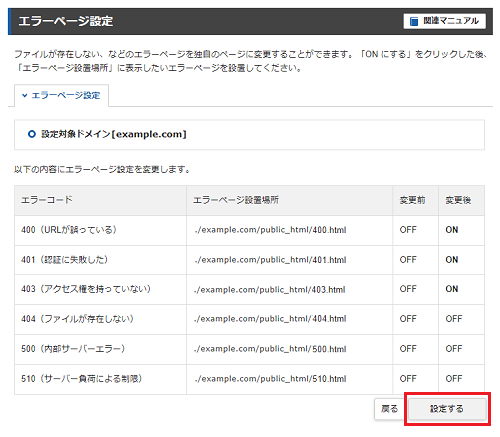 エラーページ設定
関連マニュアル
ファイルが存在しない、などのエラーページを独自のページに変更することができます。「ON にする」をクリックした後、
「エラーページ設置場所」に表示したいエラーページを設置してください。
エラーページ設定
設定対象ドメイン[example.com]
以下の内容にエラーページ設定を変更します。
エラーコード エラーページ設置場所 変更前 変更後
400（URLが誤っている） ./example.com/public_html/400.html OFF ON
401（認証に失敗した） ./example.com/public_html/401.html OFF ON
403（アクセス権を持っていない） ./example.com/public_html/403.html OFF ON
404（ファイルが存在しない） ./example.com/public_html/404.html OFF OFF
500（内部サーバーエラー） ./example.com/public_html/500.html OFF OFF
510（サーバー負荷による制限） ./example.com/public_html/510.html OFF OFF
戻る 設定する